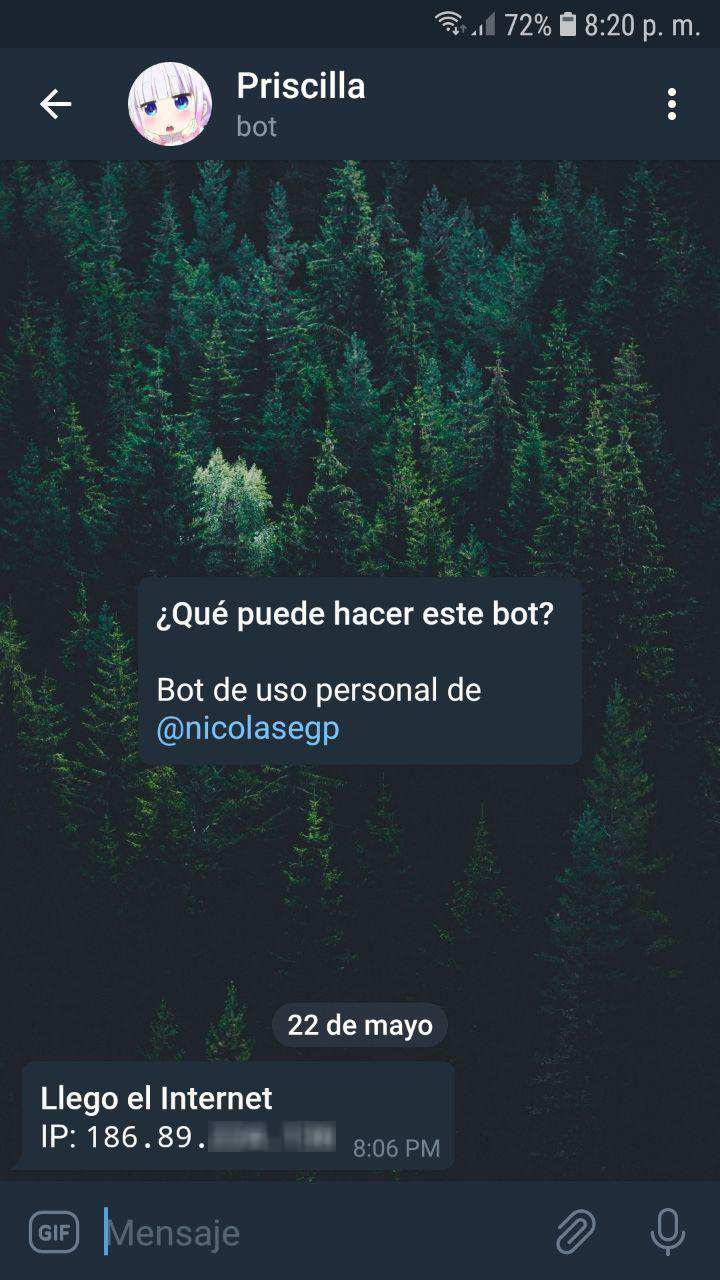 72% 8:20 p. m.
Priscilla
bot
¿Qué puede hacer este bot?
Bot de uso personal de
@nicolasegp
22 de mayo
Llego el Internet
IP: 186.89.
8:06 PM
GIF Mensaje